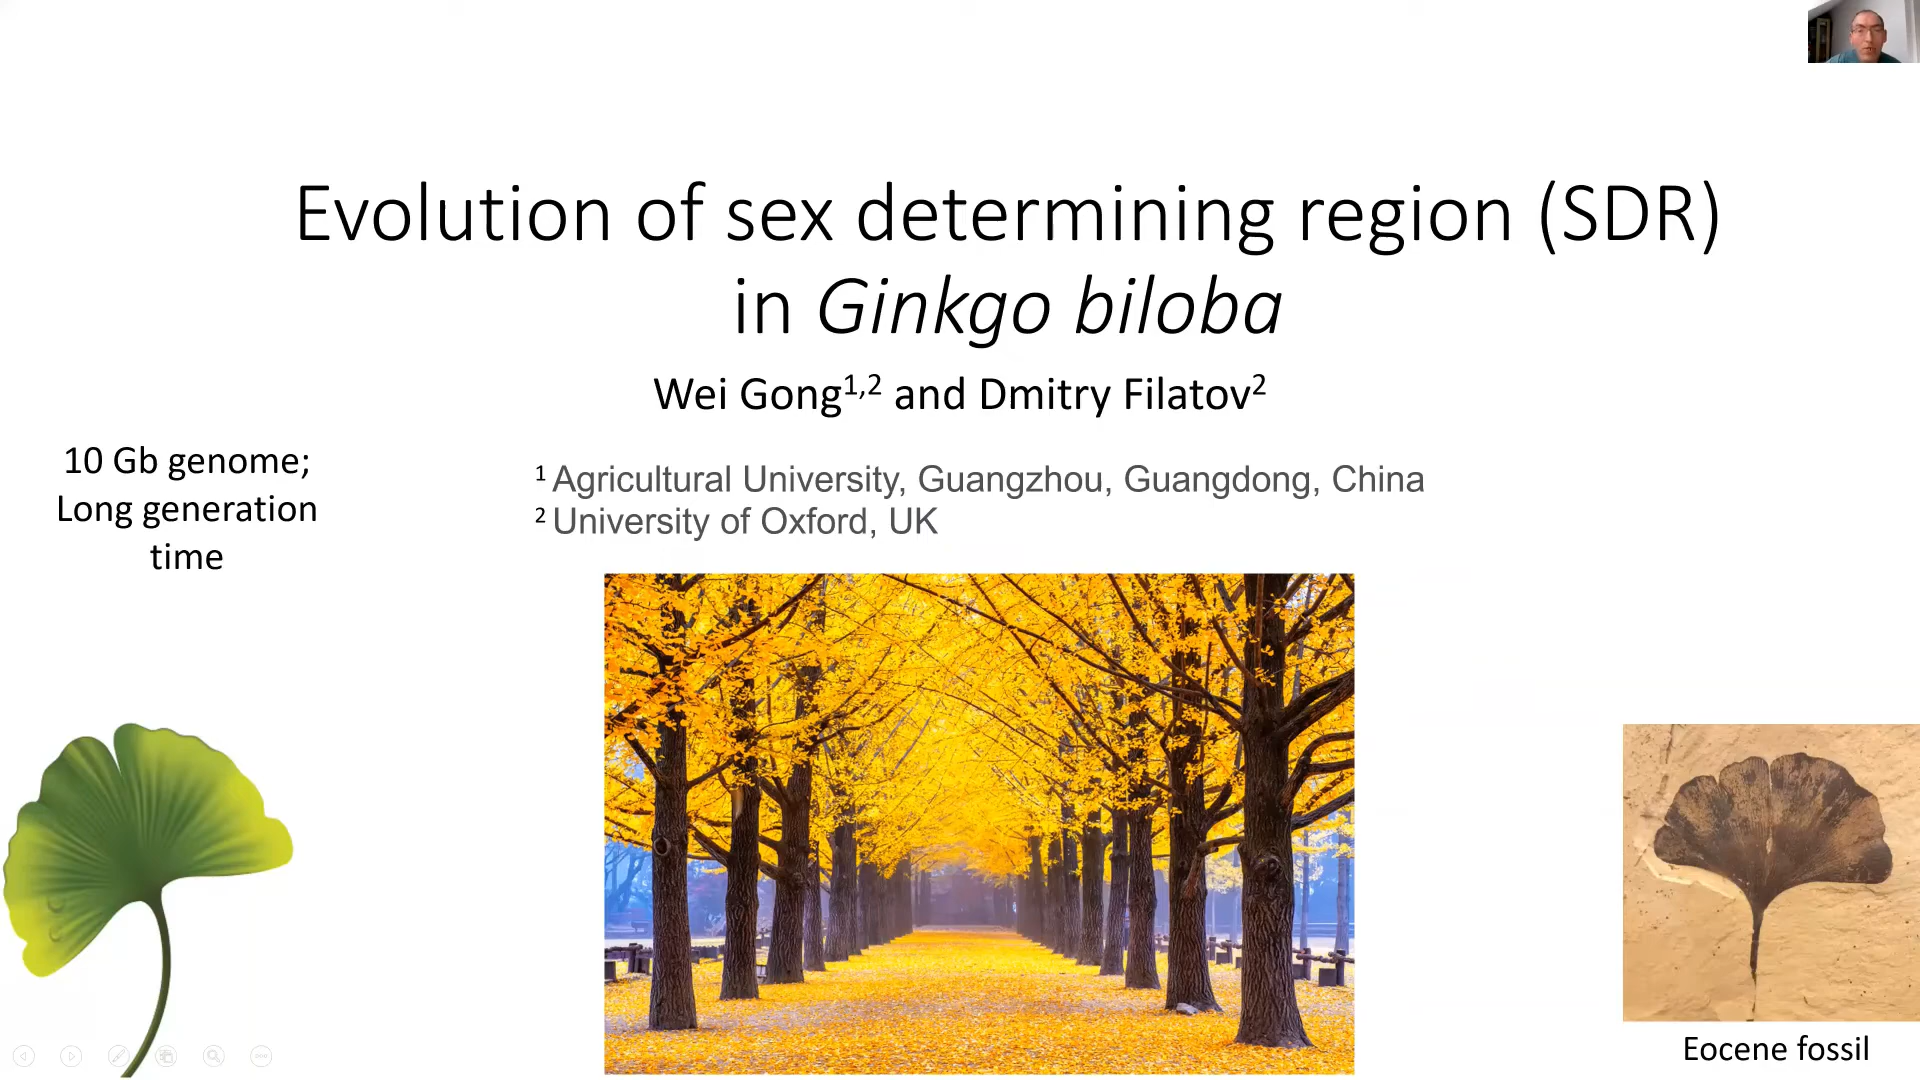 Evolution of sex determining region (SDR)
in Ginkgo biloba
Wei Gong1,2 and Dmitry Filatov2
10 Gb genome;
Long generation
time
1 Agricultural University, Guangzhou, Guangdong, China
2 University of Oxford, UK
Eocene fossil